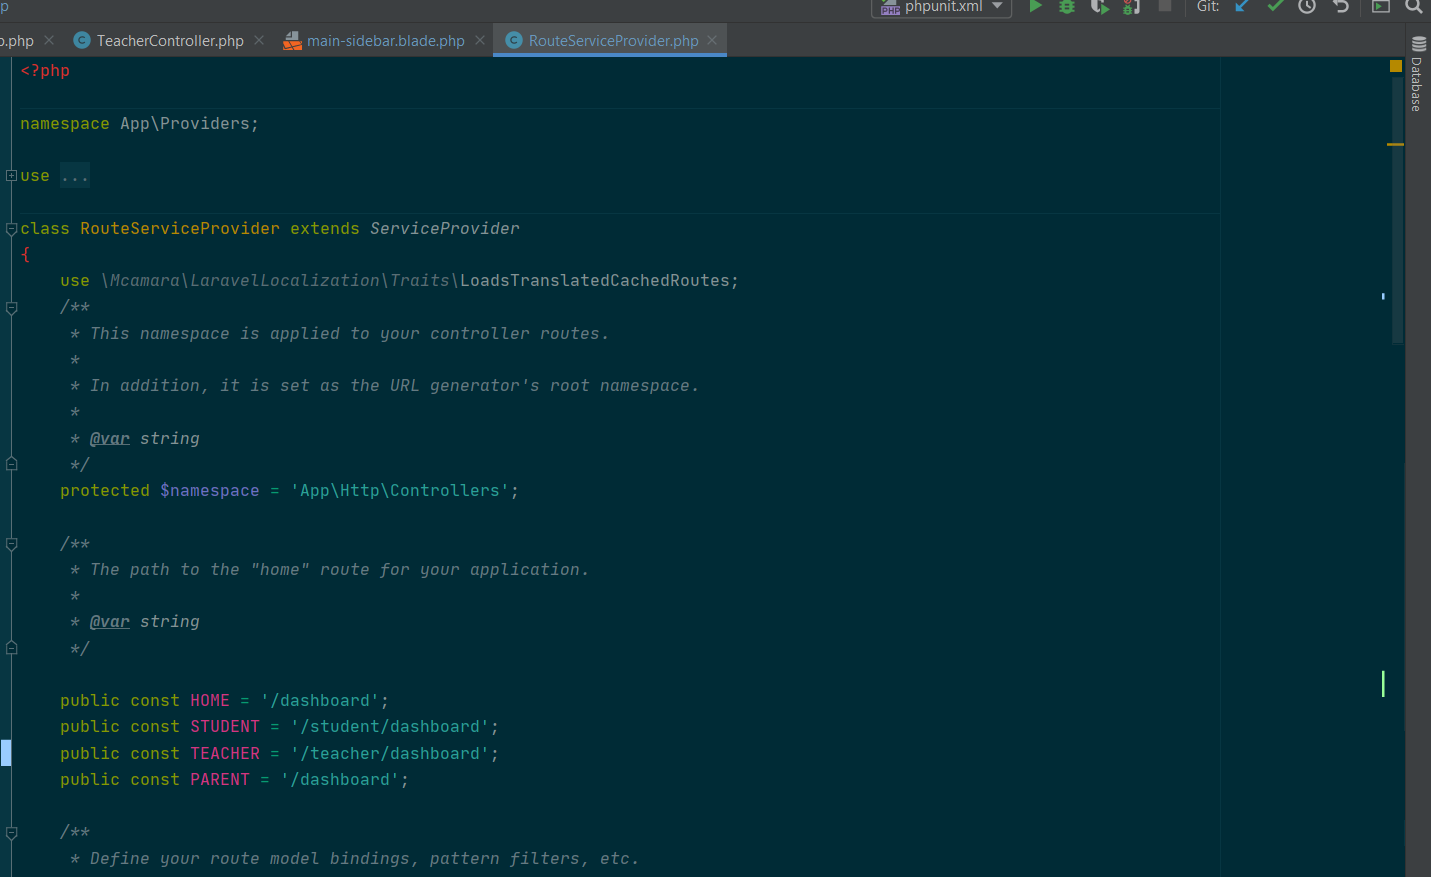 p
phpunit.xml
Git:
o.php
TeacherController.php
main-sidebar.blade.php
RouteServiceProvider.php
Database
<?php
namespace App\Providers;
use ...
class RouteServiceProvider extends ServiceProvider
{
use \Mcamara\LaravelLocalization\Traits\LoadsTranslatedCachedRoutes;
/**
* This namespace is applied to your controller routes.
*
* In addition, it is set as the URL generator's root namespace.
*
* @var string
*/
protected $namespace = 'App\Http\Controllers';
/**
* The path to the "home" route for your application.
*
* @var string
*/
public const HOME = '/dashboard';
public const STUDENT = '/student/dashboard';
public const TEACHER = '/teacher/dashboard';
public const PARENT = '/dashboard';
/**
* Define your route model bindings, pattern filters, etc.